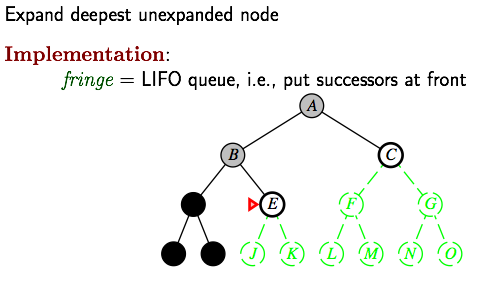 Expand deepest unexpanded node
Implementation:
fringe = LIFO queue, i.e., put successors at front
A
B C
E F G
J K L M N O